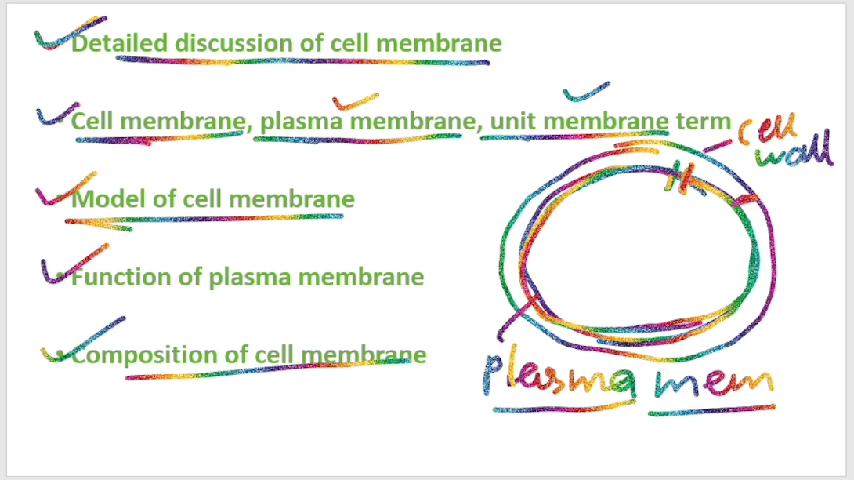 Detailed discussion of cell membrane
• Cell membrane, plasma membrane, unit membrane term
Model of cell membrane
• Function of plasma membrane
• Composition of cell membrane
cell
wall
plasma mem